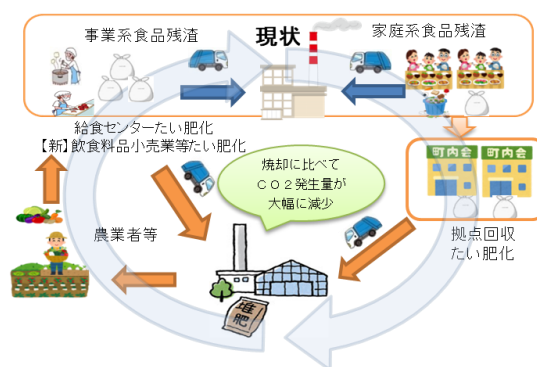 事業系食品残渣
現状
家庭系食品残渣
給食センターたい肥化
【新】飲食料品小売業等たい肥化
町内会
町内会
焼却に比べて
ＣＯ２発生量が
大幅に減少
拠点回収
たい肥化
農業者等
堆
肥